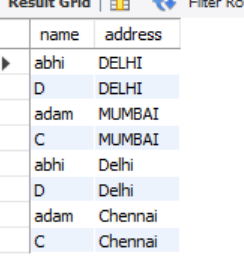 Result Grid Filter Ro
name address
abhi DELHI
D DELHI
adam MUMBAI
C MUMBAI
abhi Delhi
D Delhi
adam Chennai
C Chennai